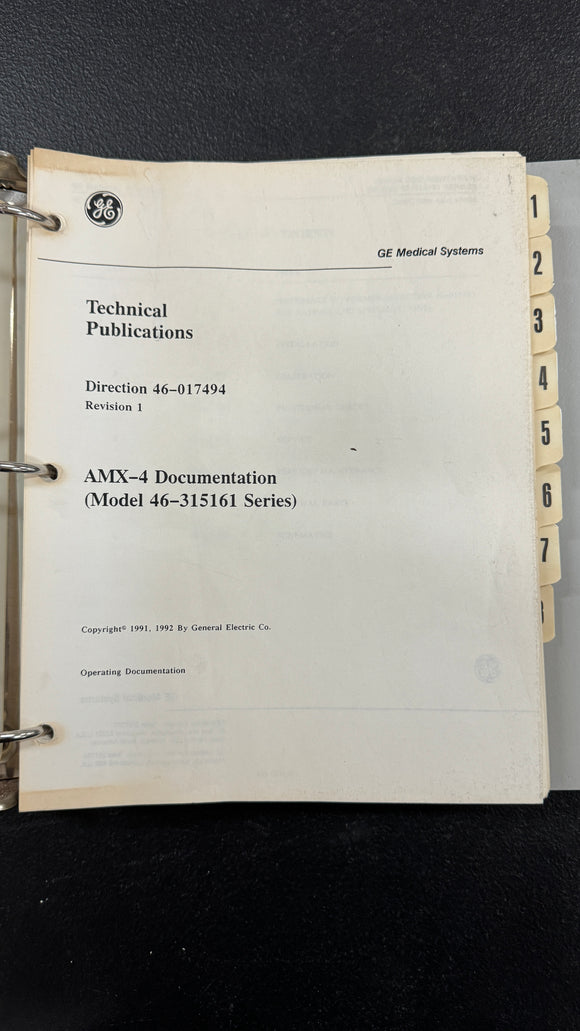 GE
GE Medical Systems
Technical
Publications
Direction 46–017494
Revision 1
AMX–4 Documentation
(Model 46–315161 Series)
Copyright© 1991, 1992 By General Electric Co.
Operating Documentation
1
2
3
4
5
6
7